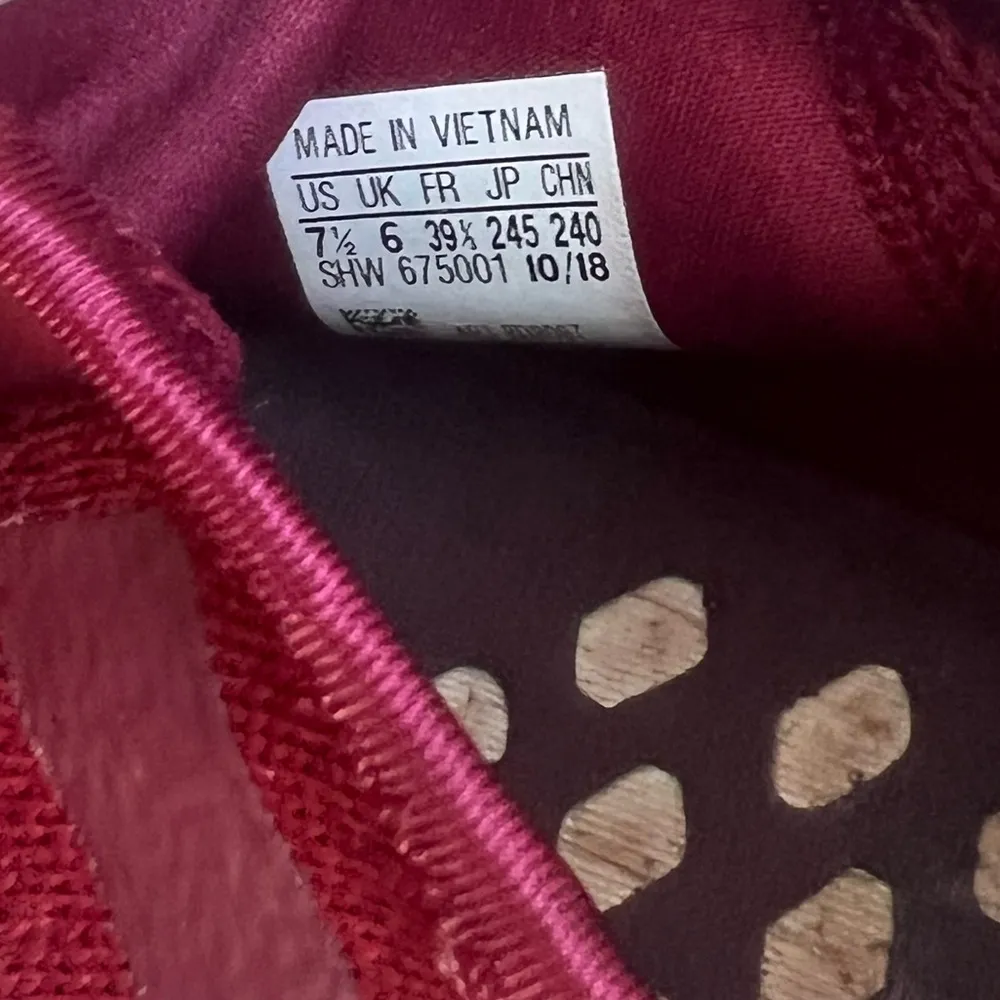 MADE IN VIETNAM
US UK FR JP CHN
7½ 6 39⅓ 245 240
SHW 675001 10/18